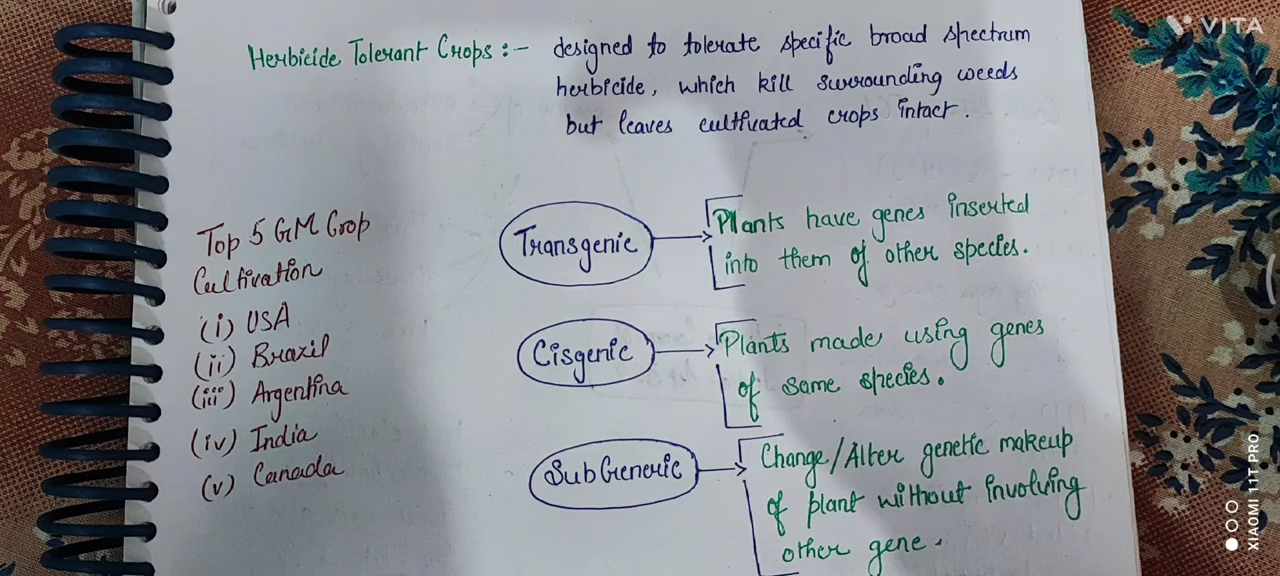 Herbicide Tolerant Crops :- designed to tolerate specific broad spectrum
herbicide, which kill surrounding weeds
but leaves cultivated crops intact.
Top 5 GM Crop
Cultivation
(i) USA
(ii) Brazil
(iii) Argentina
(iv) India
(v) Canada
Transgenic
Plants have genes inserted
into them of other species.
Cisgenic
Plants made using genes
of same species.
SubGeneric
Change/Alter genetic makeup
of plant without involving
other gene.
VITA
XIAOMI 11T PRO